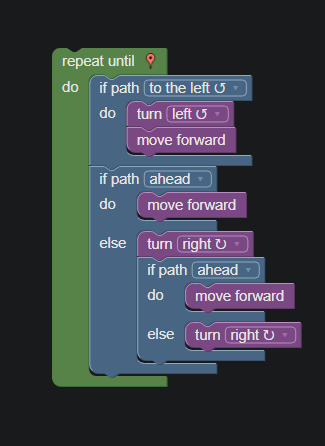 repeat until
do if path to the left ↺
do turn left ↺
move forward
if path ahead
do move forward
else turn right ↻
if path ahead
do move forward
else turn right ↻